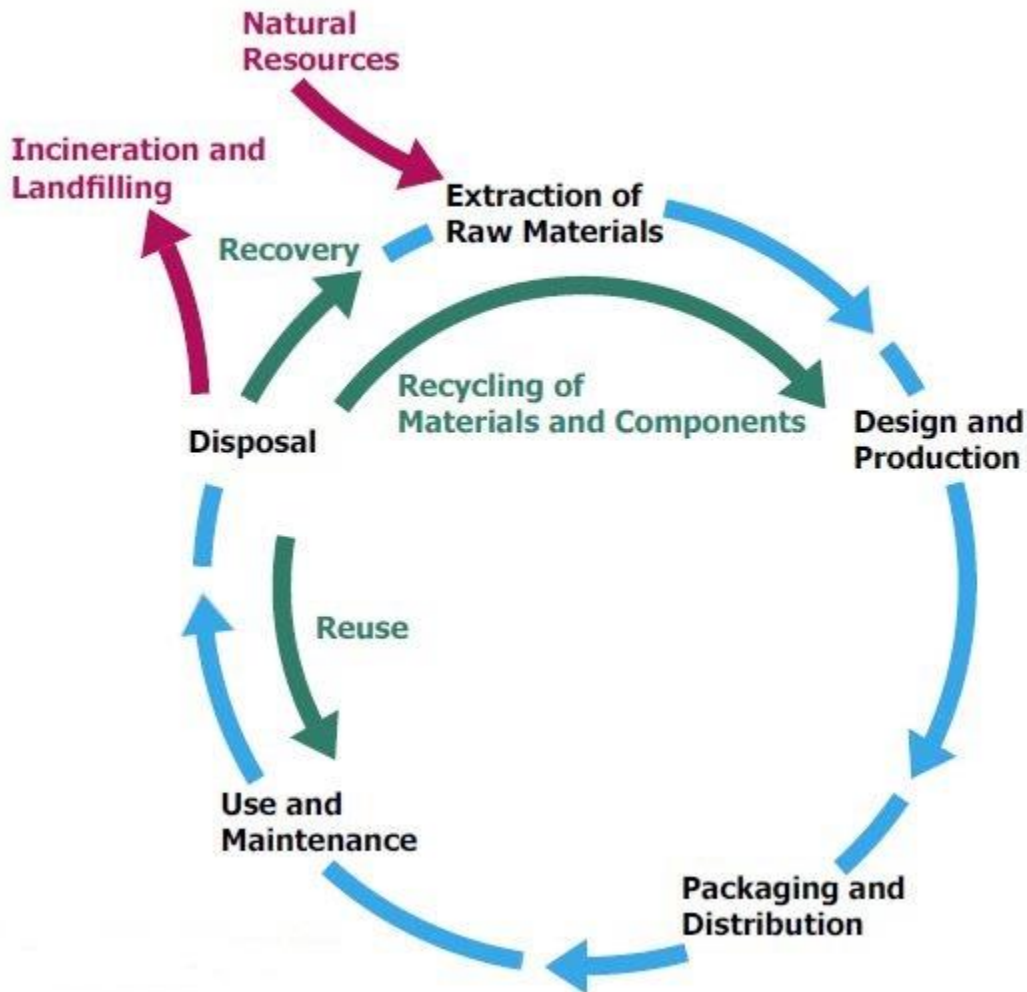 Natural
Resources
Incineration and
Landfilling
Extraction of
Raw Materials
Recovery
Recycling of
Materials and Components
Design and
Production
Disposal
Reuse
Use and
Maintenance
Packaging and
Distribution